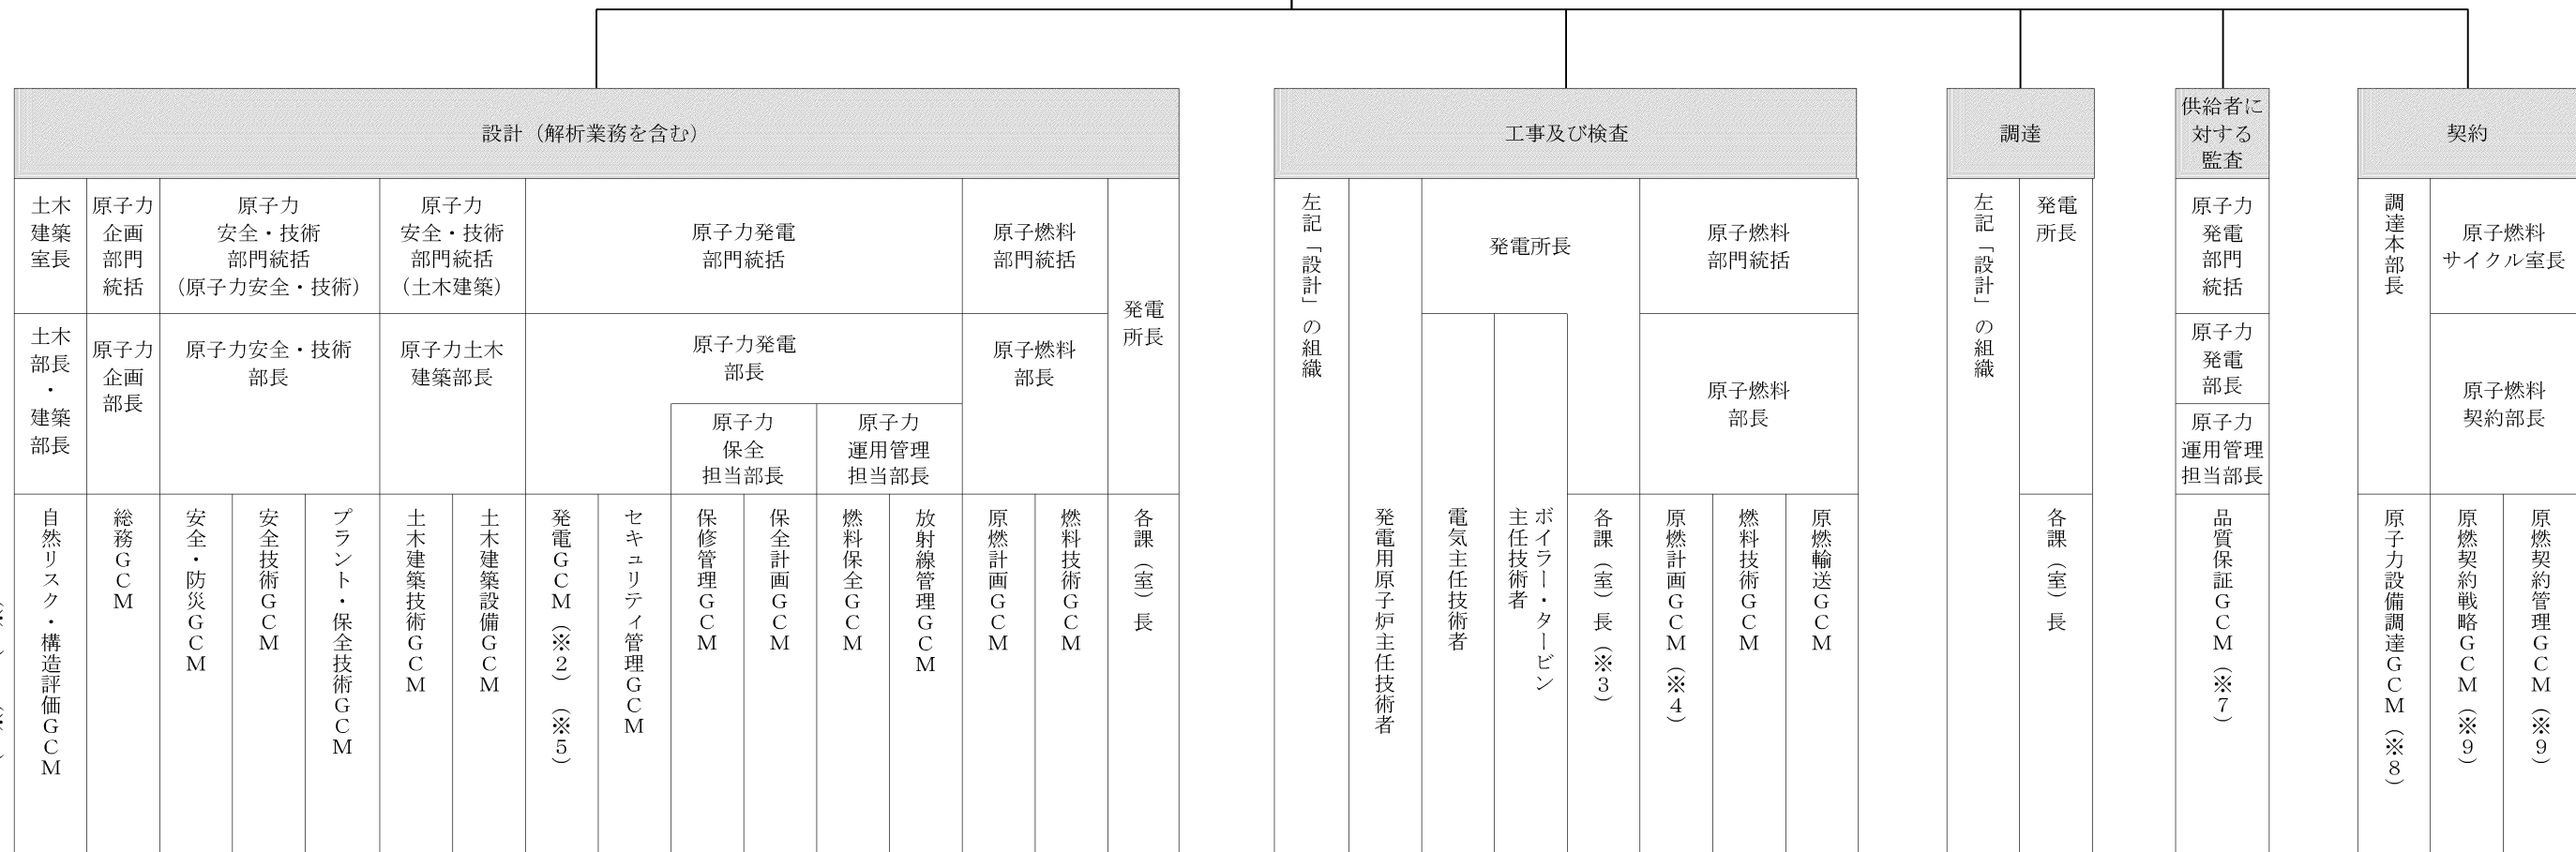 設計（解析業務を含む）
土木
建築
室長
原子力
企画
部門
統括
原子力
安全・技術
部門統括
（原子力安全・技術）
原子力
安全・技術
部門統括
（土木建築）
原子力発電
部門統括
原子燃料
部門統括
発電
所長
土木
部長
・
建築
部長
原子力
企画
部長
原子力安全・技術
部長
原子力土木
建築部長
原子力発電
部長
原子力
保全
担当部長
原子力
運用管理
担当部長
原子燃料
部長
自然リスク・構造評価ＧＣＭ
総務ＧＣＭ
安全・防災ＧＣＭ
安全技術ＧＣＭ
プラント・保全技術ＧＣＭ
土木建築技術ＧＣＭ
土木建築設備ＧＣＭ
発電ＧＣＭ（※２）（※５）
セキュリティ管理ＧＣＭ
保修管理ＧＣＭ
保全計画ＧＣＭ
燃料保全ＧＣＭ
放射線管理ＧＣＭ
原燃計画ＧＣＭ
燃料技術ＧＣＭ
各課（室）長
工事及び検査
左記「設計」の組織
発電用原子炉主任技術者
発電所長
電気主任技術者
ボイラー・タービン
主任技術者
各課（室）長（※３）
原子燃料
部門統括
原子燃料
部長
原燃計画ＧＣＭ（※４）
燃料技術ＧＣＭ
原燃輸送ＧＣＭ
調達
左記「設計」の組織
発電
所長
各課（室）長
供給者に
対する
監査
原子力
発電
部門
統括
原子力
発電
部長
原子力
運用管理
担当部長
品質保証ＧＣＭ（※７）
契約
調達本部長
原子燃料
サイクル室長
原子燃料
契約部長
原子力設備調達ＧＣＭ（※８）
原燃契約戦略ＧＣＭ（※９）
原燃契約管理ＧＣＭ（※９）